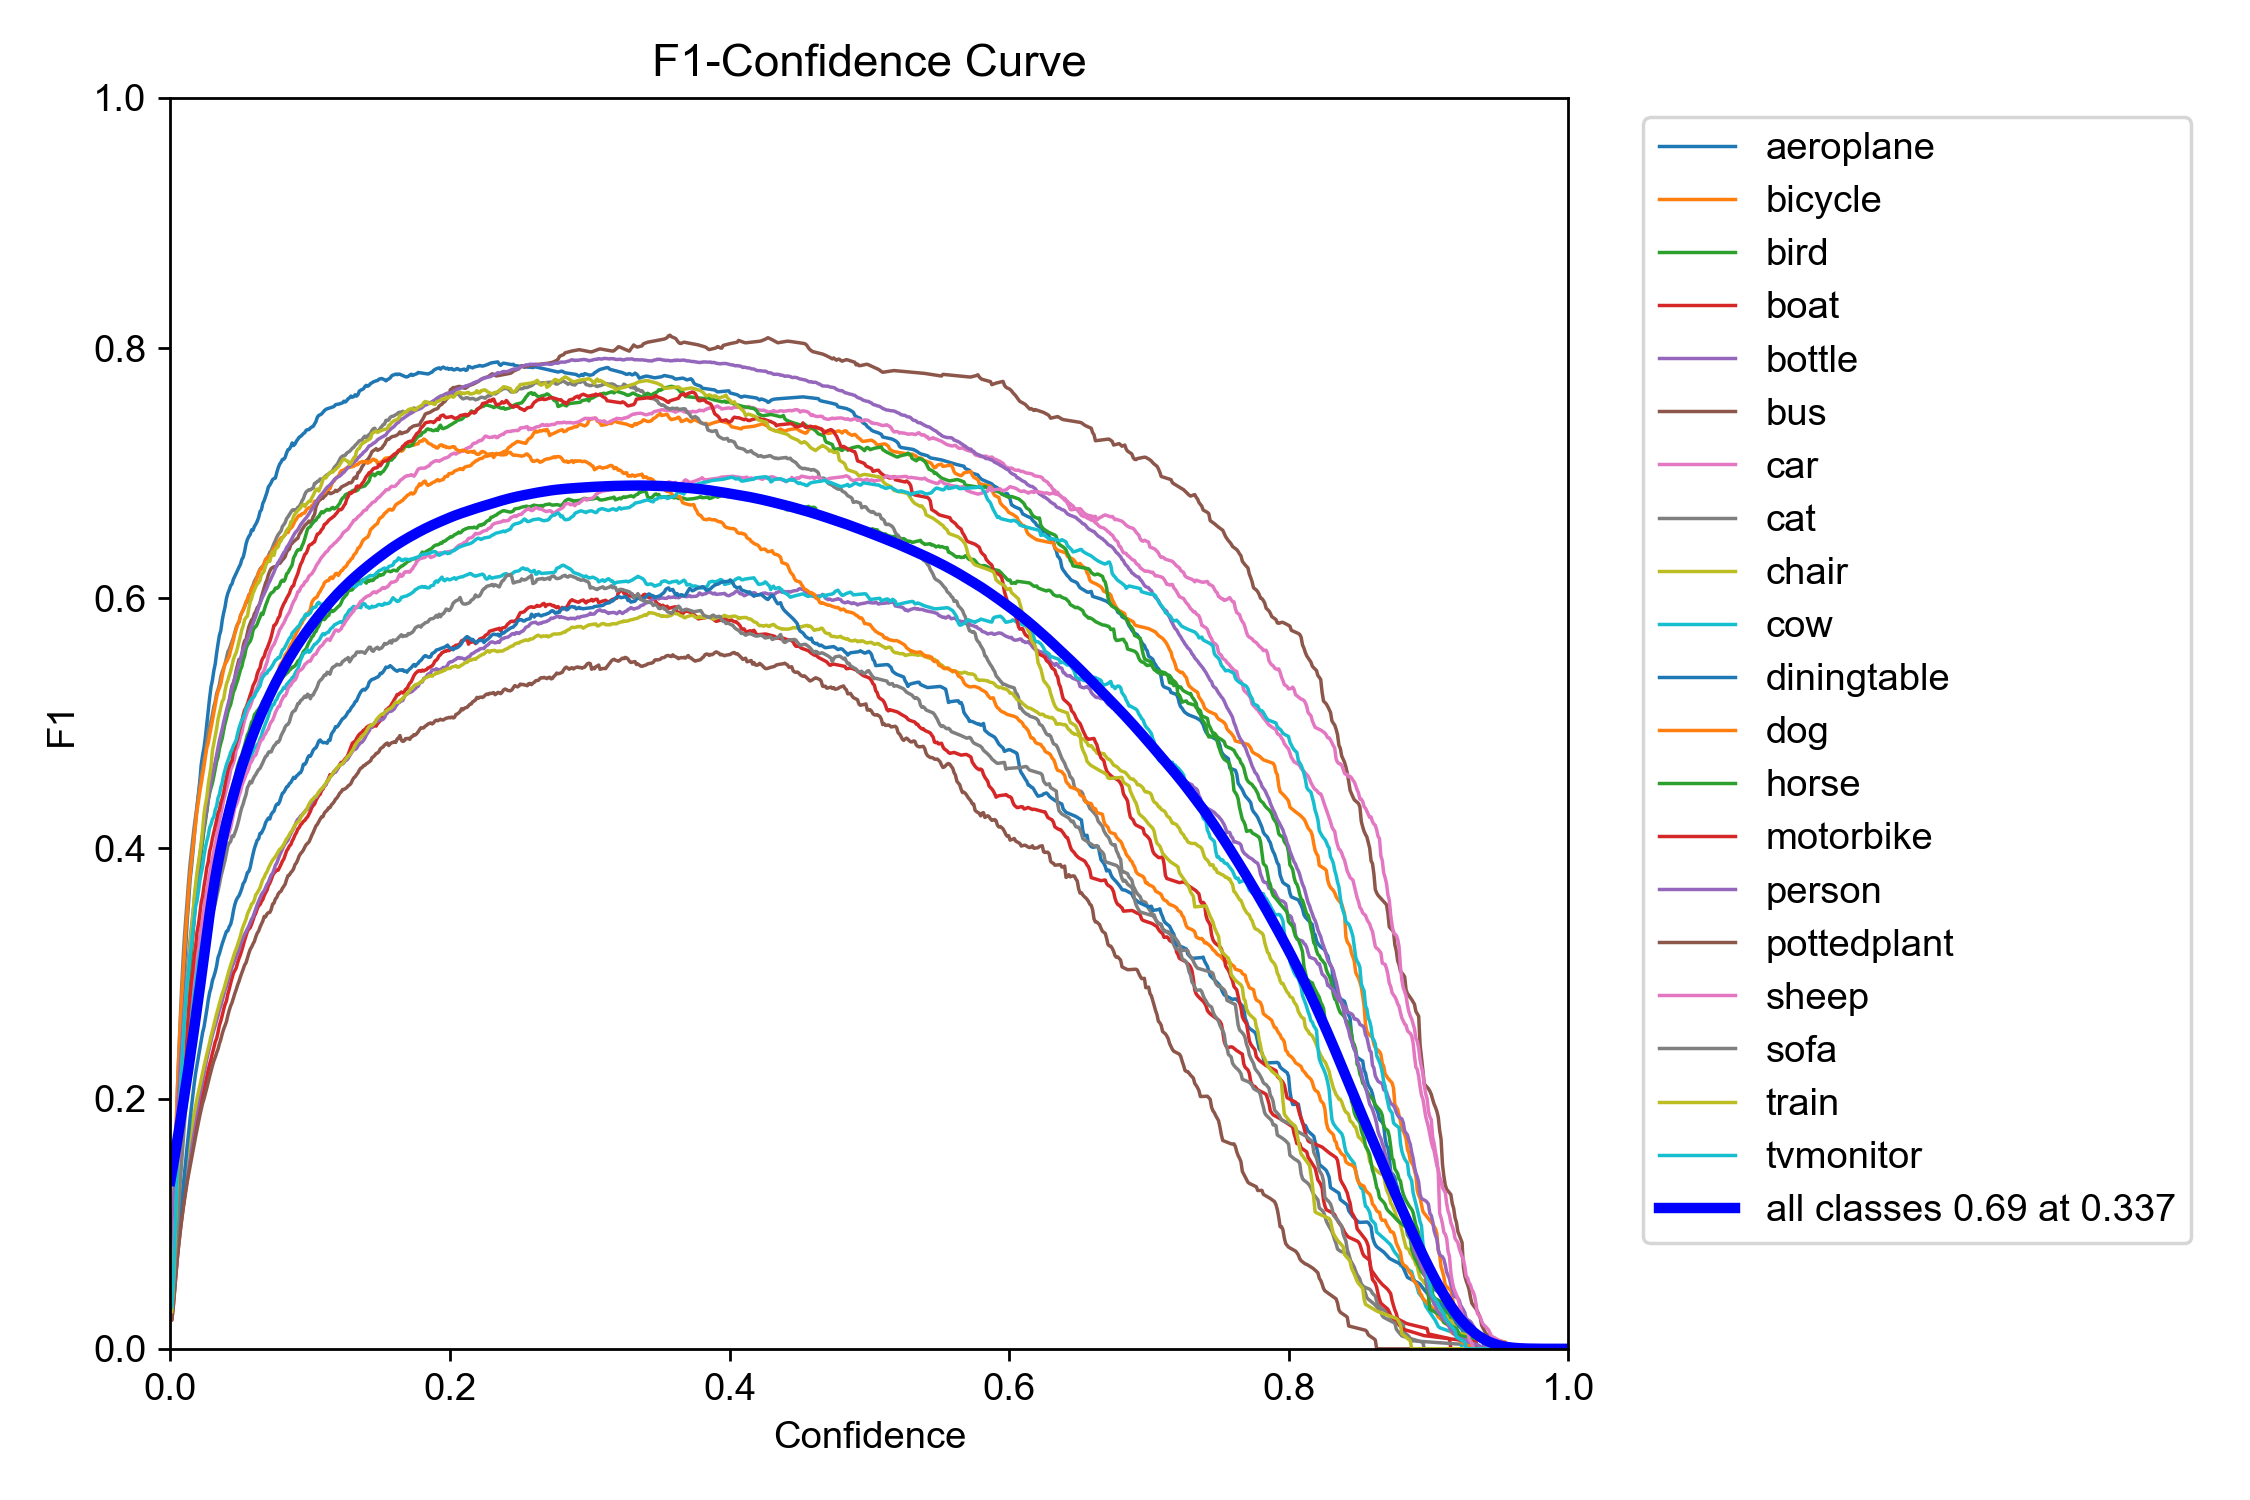 F1-Confidence Curve
1.0
0.8
0.6
0.4
0.2
0.0
F1
0.0 0.2 0.4 0.6 0.8 1.0
Confidence
aeroplane
bicycle
bird
boat
bottle
bus
car
cat
chair
cow
diningtable
dog
horse
motorbike
person
pottedplant
sheep
sofa
train
tvmonitor
all classes 0.69 at 0.337